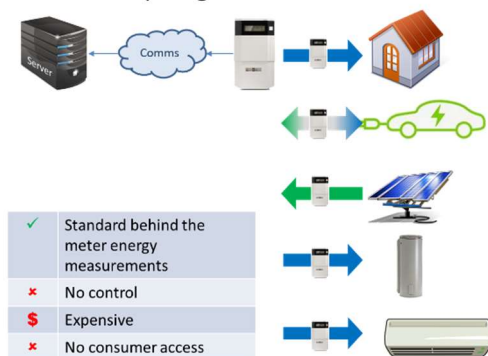 Server
Comms
✓ Standard behind the
meter energy
measurements
✗ No control
$ Expensive
✗ No consumer access